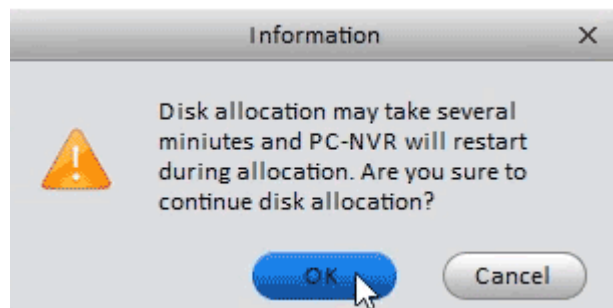 Information
Disk allocation may take several
miniutes and PC-NVR will restart
during allocation. Are you sure to
continue disk allocation?
OK
Cancel